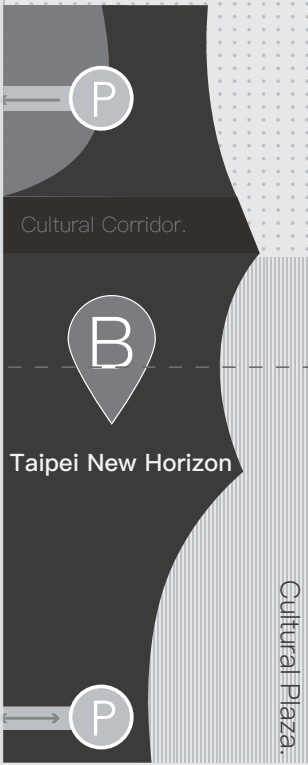 P
Cultural Corridor.
B
Taipei New Horizon
Cultural Plaza.
P